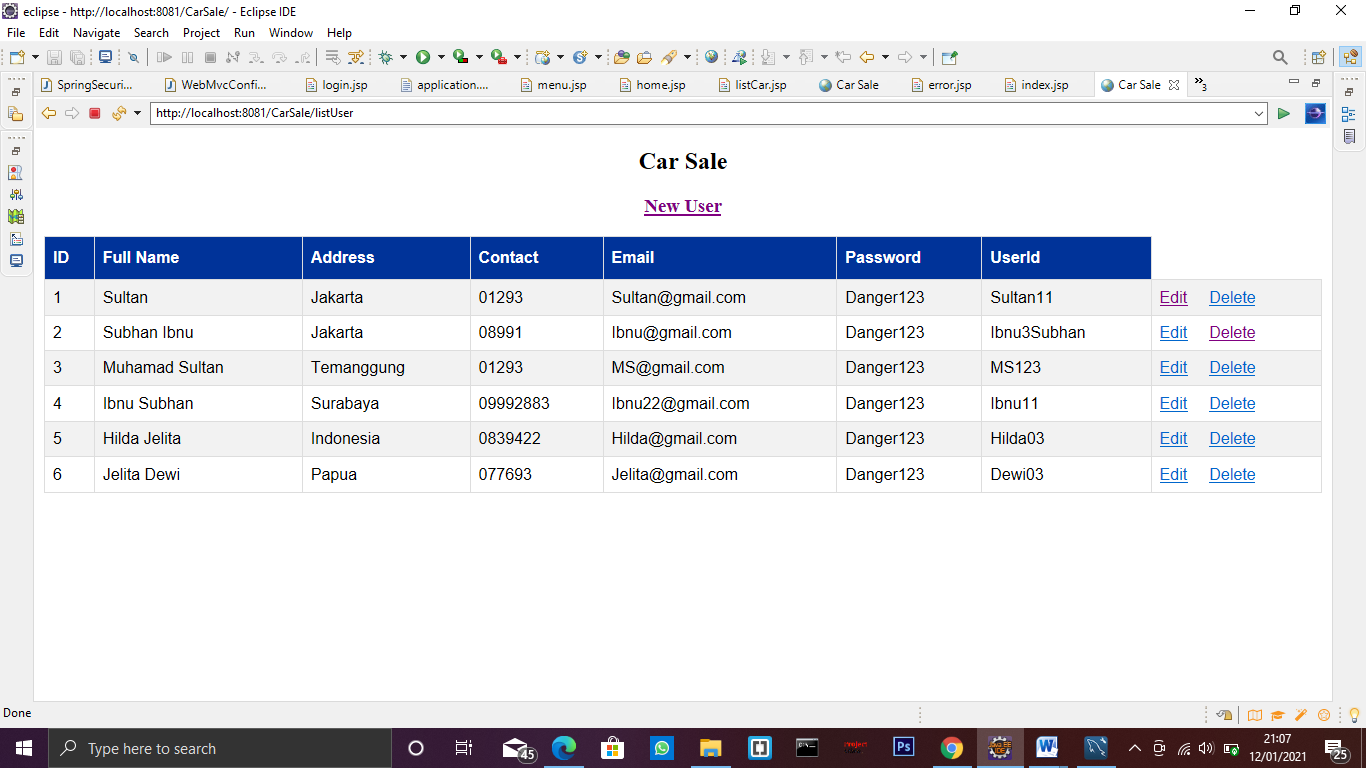 eclipse - http://localhost:8081/CarSale/ - Eclipse IDE
File Edit Navigate Search Project Run Window Help
SpringSecuri... WebMvcConfi... login.jsp application.... menu.jsp home.jsp listCar.jsp Car Sale error.jsp index.jsp Car Sale »3
http://localhost:8081/CarSale/listUser
Car Sale
New User
ID Full Name Address Contact Email Password UserId
1 Sultan Jakarta 01293 Sultan@gmail.com Danger123 Sultan11 Edit Delete
2 Subhan Ibnu Jakarta 08991 Ibnu@gmail.com Danger123 Ibnu3Subhan Edit Delete
3 Muhamad Sultan Temanggung 01293 MS@gmail.com Danger123 MS123 Edit Delete
4 Ibnu Subhan Surabaya 09992883 Ibnu22@gmail.com Danger123 Ibnu11 Edit Delete
5 Hilda Jelita Indonesia 0839422 Hilda@gmail.com Danger123 Hilda03 Edit Delete
6 Jelita Dewi Papua 077693 Jelita@gmail.com Danger123 Dewi03 Edit Delete
Done
Type here to search 45 Ps W 21:07
12/01/2021 25